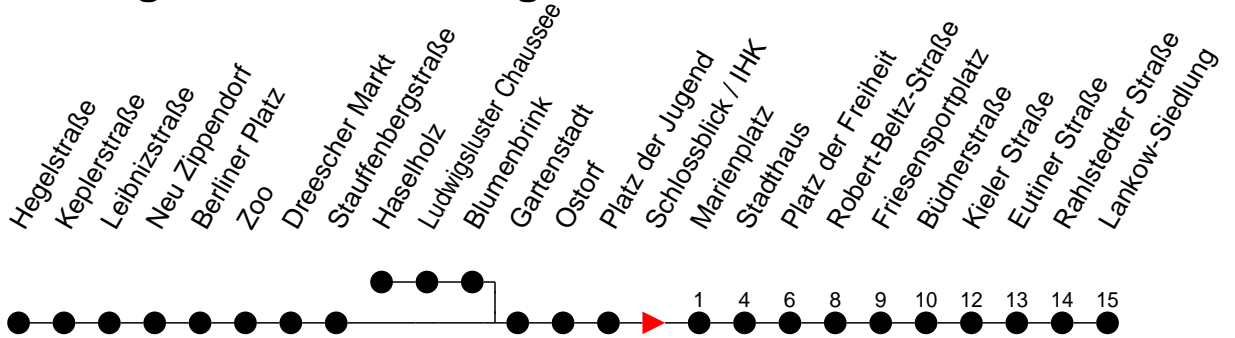 Hegelstraße
Keplerstraße
Leibnizstraße
Neu Zippendorf
Berliner Platz
Zoo
Dreescher Markt
Stauffenbergstraße
Haselholz
Ludwigsluster Chaussee
Blumenbrink
Gartenstadt
Ostorf
Platz der Jugend
Schlossblick / IHK
Marienplatz
Stadthaus
Platz der Freiheit
Robert-Beltz-Straße
Friesensportplatz
Büdnerstraße
Kieler Straße
Eutiner Straße
Rahlstedter Straße
Lankow-Siedlung
1 4 6 8 9 10 12 13 14 15